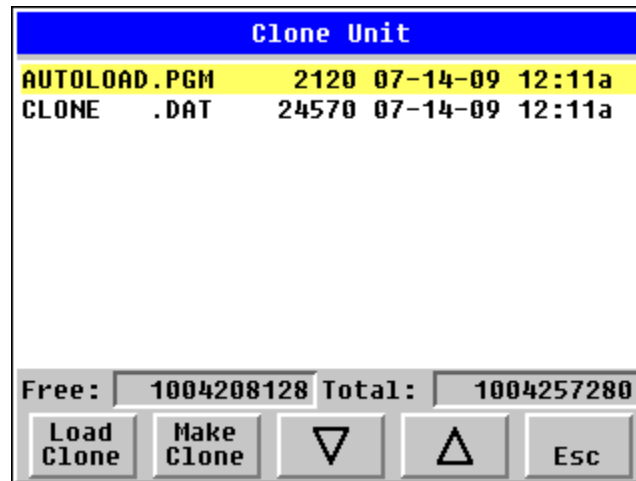 Clone Unit
AUTOLOAD.PGM 2120 07-14-09 12:11a
CLONE .DAT 24570 07-14-09 12:11a
Free: 1004208128 Total: 1004257280
Load Clone Make Clone Esc